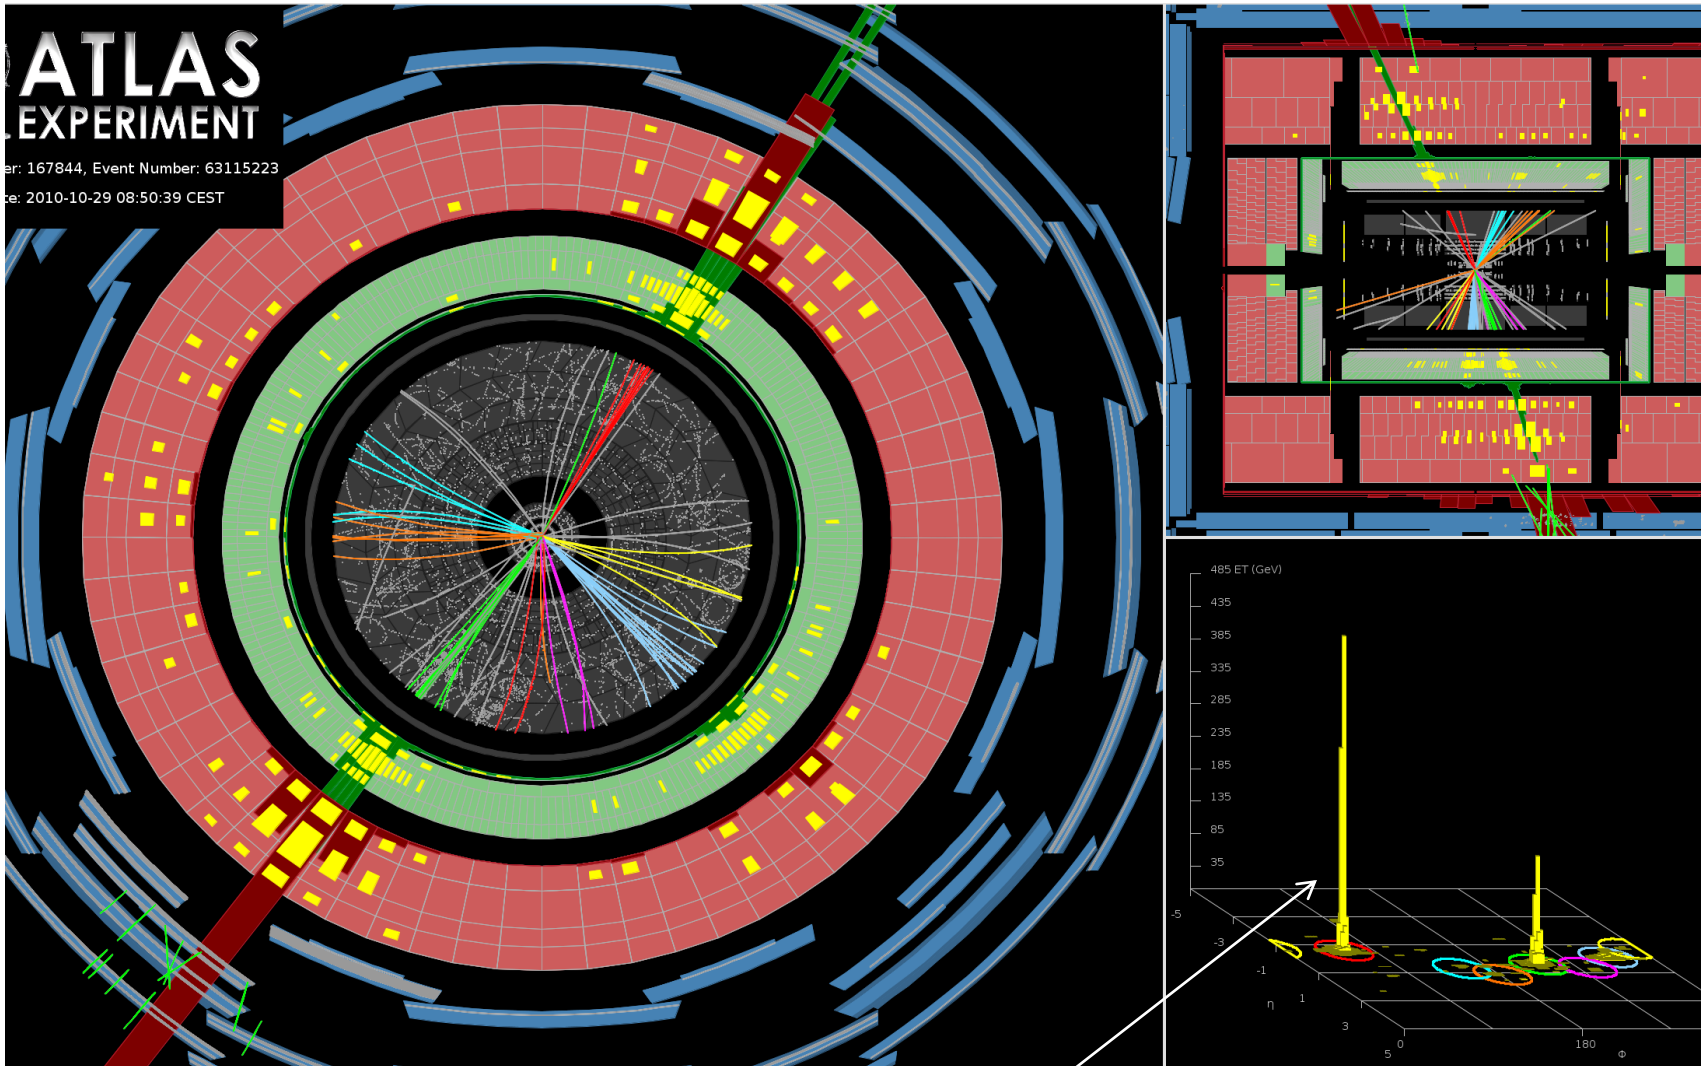 ATLAS
EXPERIMENT
er: 167844, Event Number: 63115223
te: 2010-10-29 08:50:39 CEST
485 ET (GeV)
435
385
335
285
235
185
135
85
35
-5
-3
-1
η
1
3
5
0
180
Φ